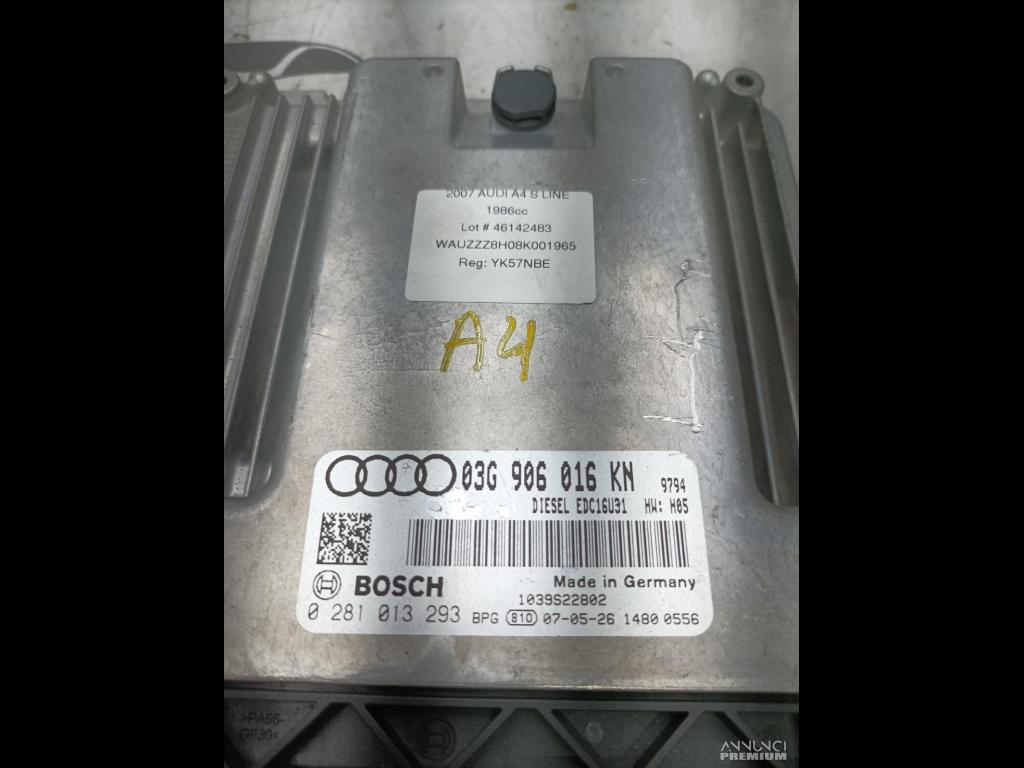 2007 AUDI A4 S LINE
1986cc
Lot # 46142483
WAUZZZ8H08K001965
Reg: YK57NBE
A4
03G 906 016 KN 9794
DIESEL EDC16U31 HW: H05
BOSCH Made in Germany
1039S22802
0 281 013 293 BPG 810 07-05-26 1480 0556
>PA66-
GF30<
ANNUNCI
PREMIUM